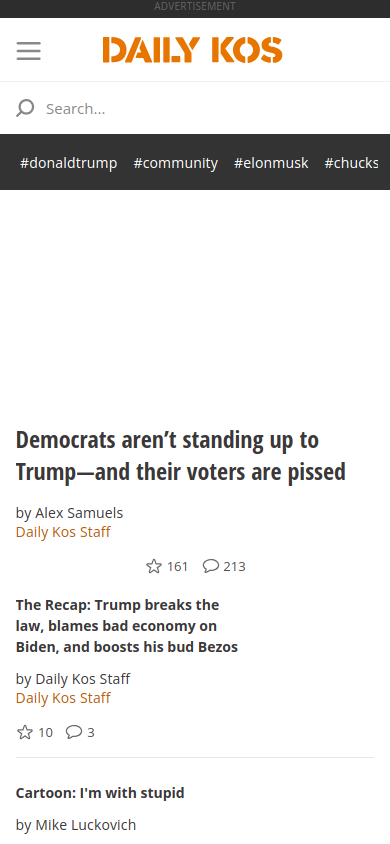 ADVERTISEMENT
DAILY KOS
Search...
#donaldtrump #community #elonmusk #chucks
Democrats aren’t standing up to
Trump—and their voters are pissed
by Alex Samuels
Daily Kos Staff
161 213
The Recap: Trump breaks the
law, blames bad economy on
Biden, and boosts his bud Bezos
by Daily Kos Staff
Daily Kos Staff
10 3
Cartoon: I'm with stupid
by Mike Luckovich